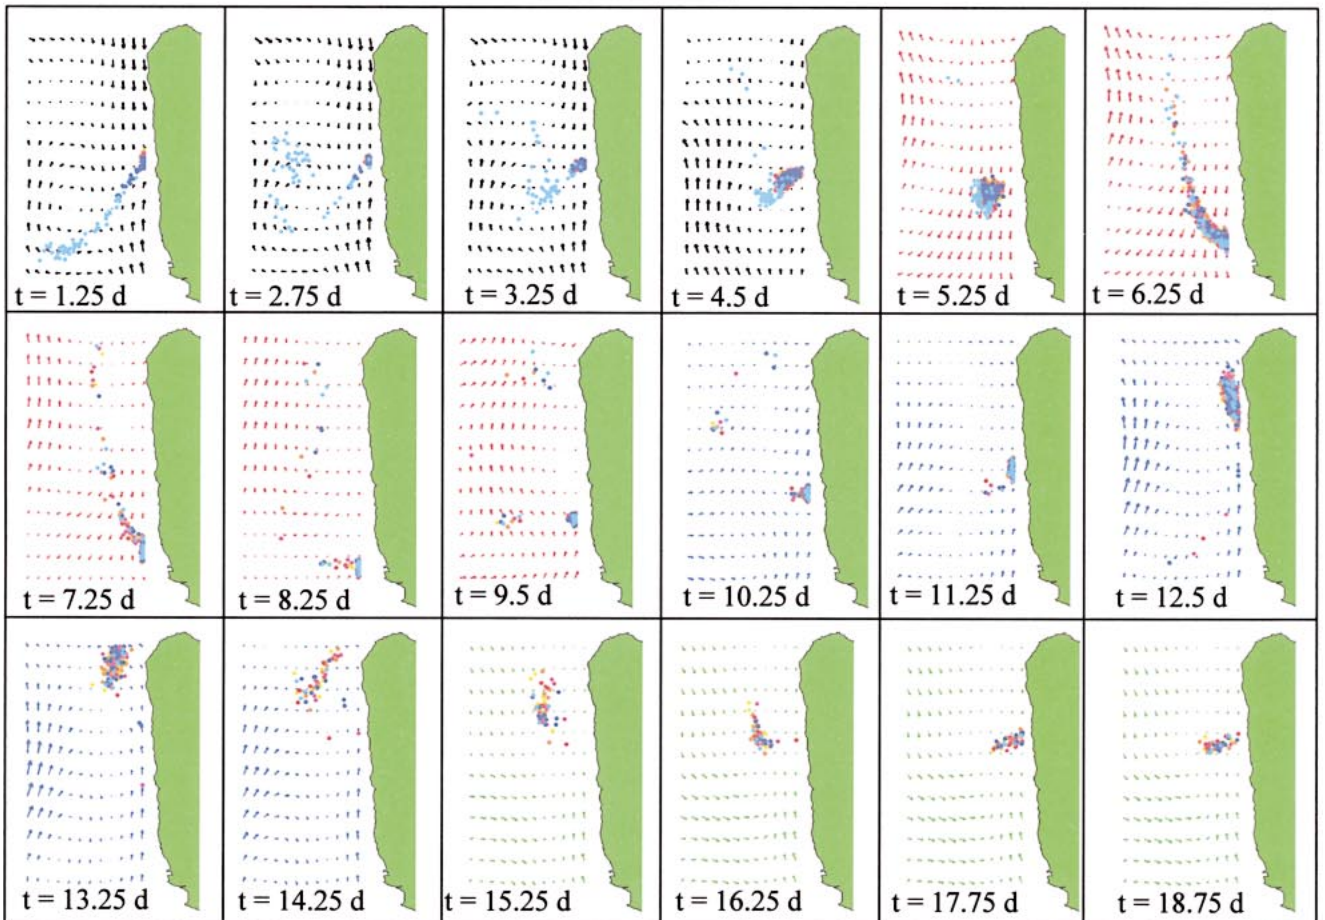 t = 1.25 d
t = 2.75 d
t = 3.25 d
t = 4.5 d
t = 5.25 d
t = 6.25 d
t = 7.25 d
t = 8.25 d
t = 9.5 d
t = 10.25 d
t = 11.25 d
t = 12.5 d
t = 13.25 d
t = 14.25 d
t = 15.25 d
t = 16.25 d
t = 17.75 d
t = 18.75 d